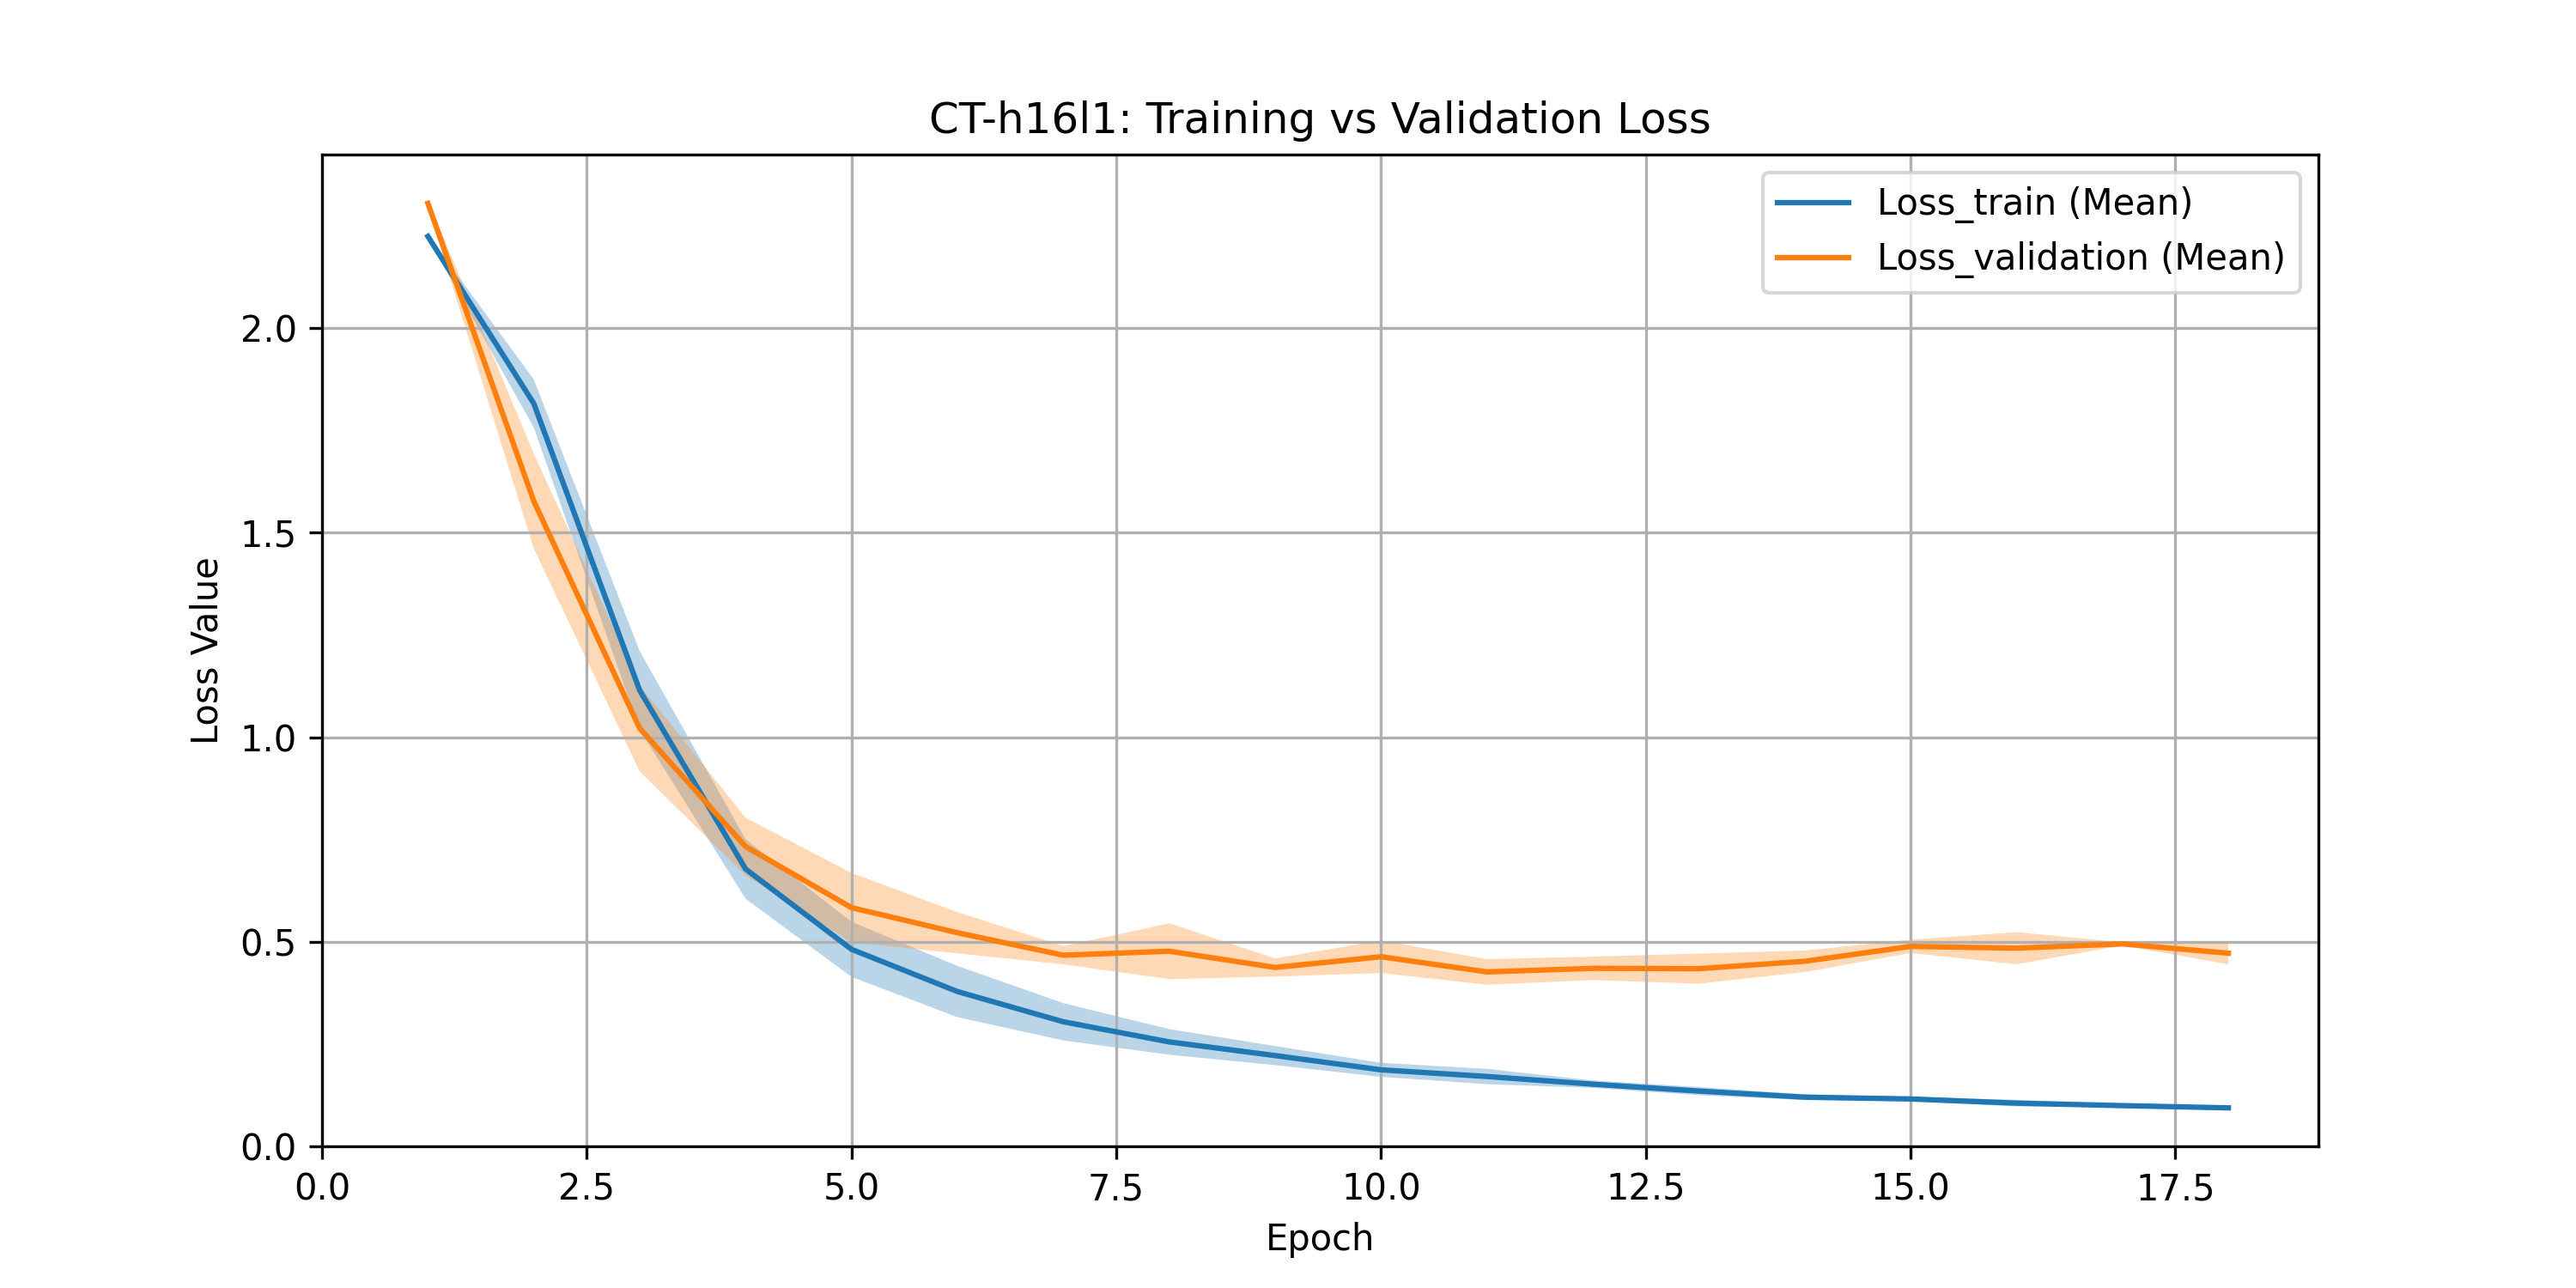 CT-h16l1: Training vs Validation Loss
Loss_train (Mean)
Loss_validation (Mean)
Loss Value
2.0
1.5
1.0
0.5
0.0
0.0 2.5 5.0 7.5 10.0 12.5 15.0 17.5
Epoch